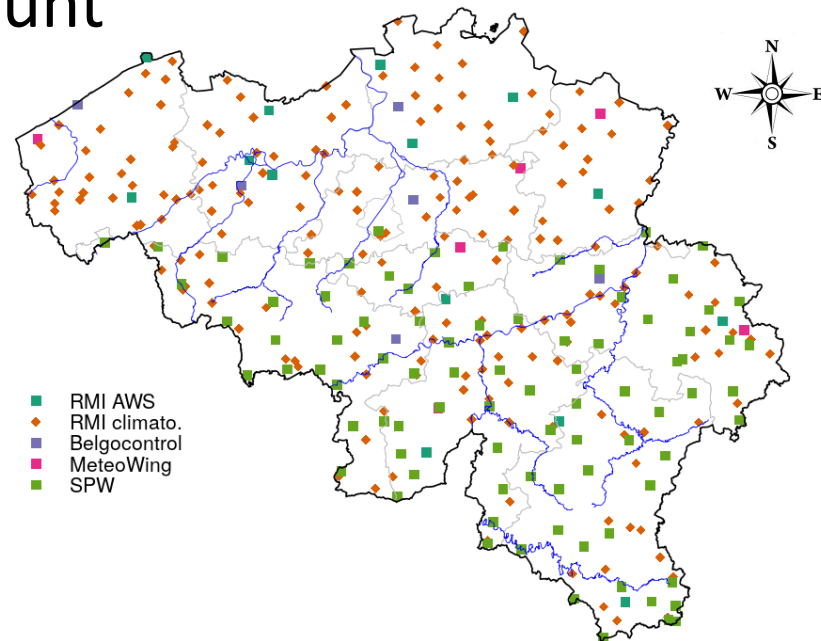 unt
N
W
E
S
RMI AWS
RMI climato.
Belgocontrol
MeteoWing
SPW